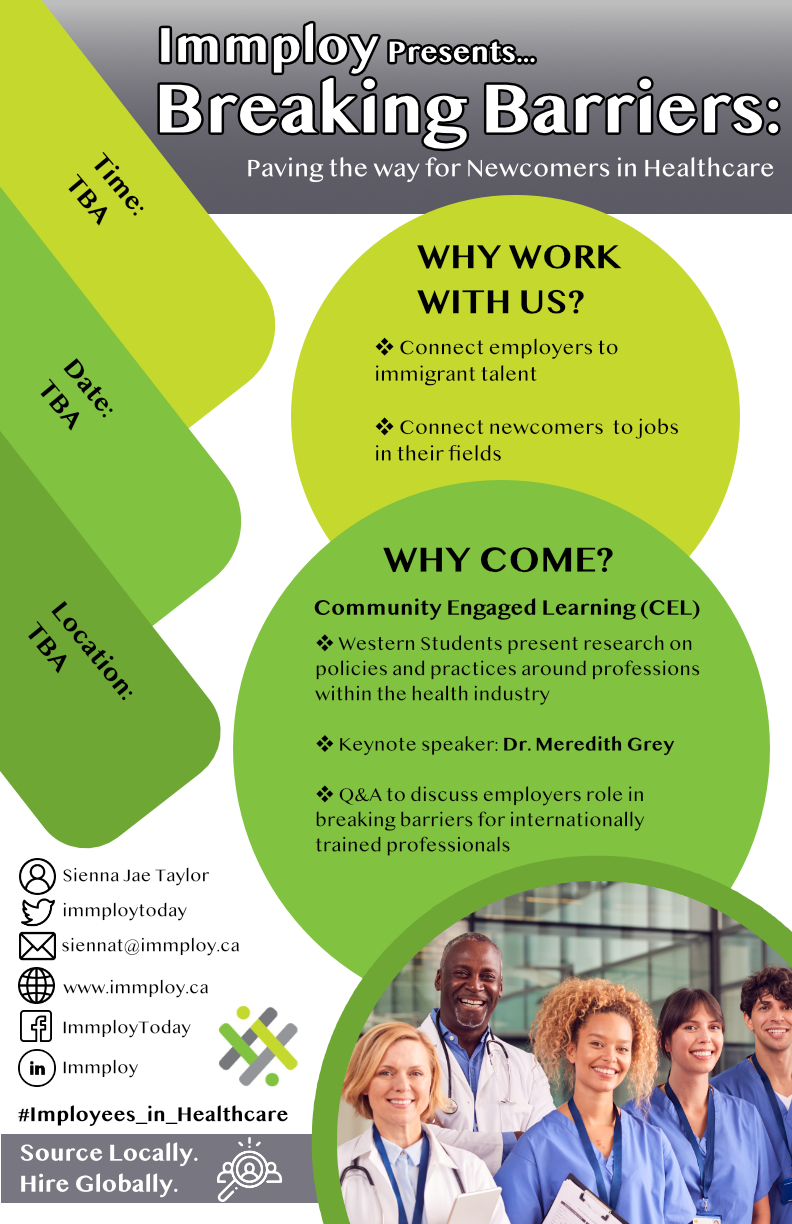 Immploy Presents...
Breaking Barriers:
Paving the way for Newcomers in Healthcare
Time:
TBA
Date:
TBA
Location:
TBA
WHY WORK
WITH US?
❖ Connect employers to
immigrant talent
❖ Connect newcomers to jobs
in their fields
WHY COME?
Community Engaged Learning (CEL)
❖ Western Students present research on
policies and practices around professions
within the health industry
❖ Keynote speaker: Dr. Meredith Grey
❖ Q&A to discuss employers role in
breaking barriers for internationally
trained professionals
Sienna Jae Taylor
immploytoday
siennat@immploy.ca
www.immploy.ca
ImmployToday
in Immploy
#Imployees_in_Healthcare
Source Locally.
Hire Globally.